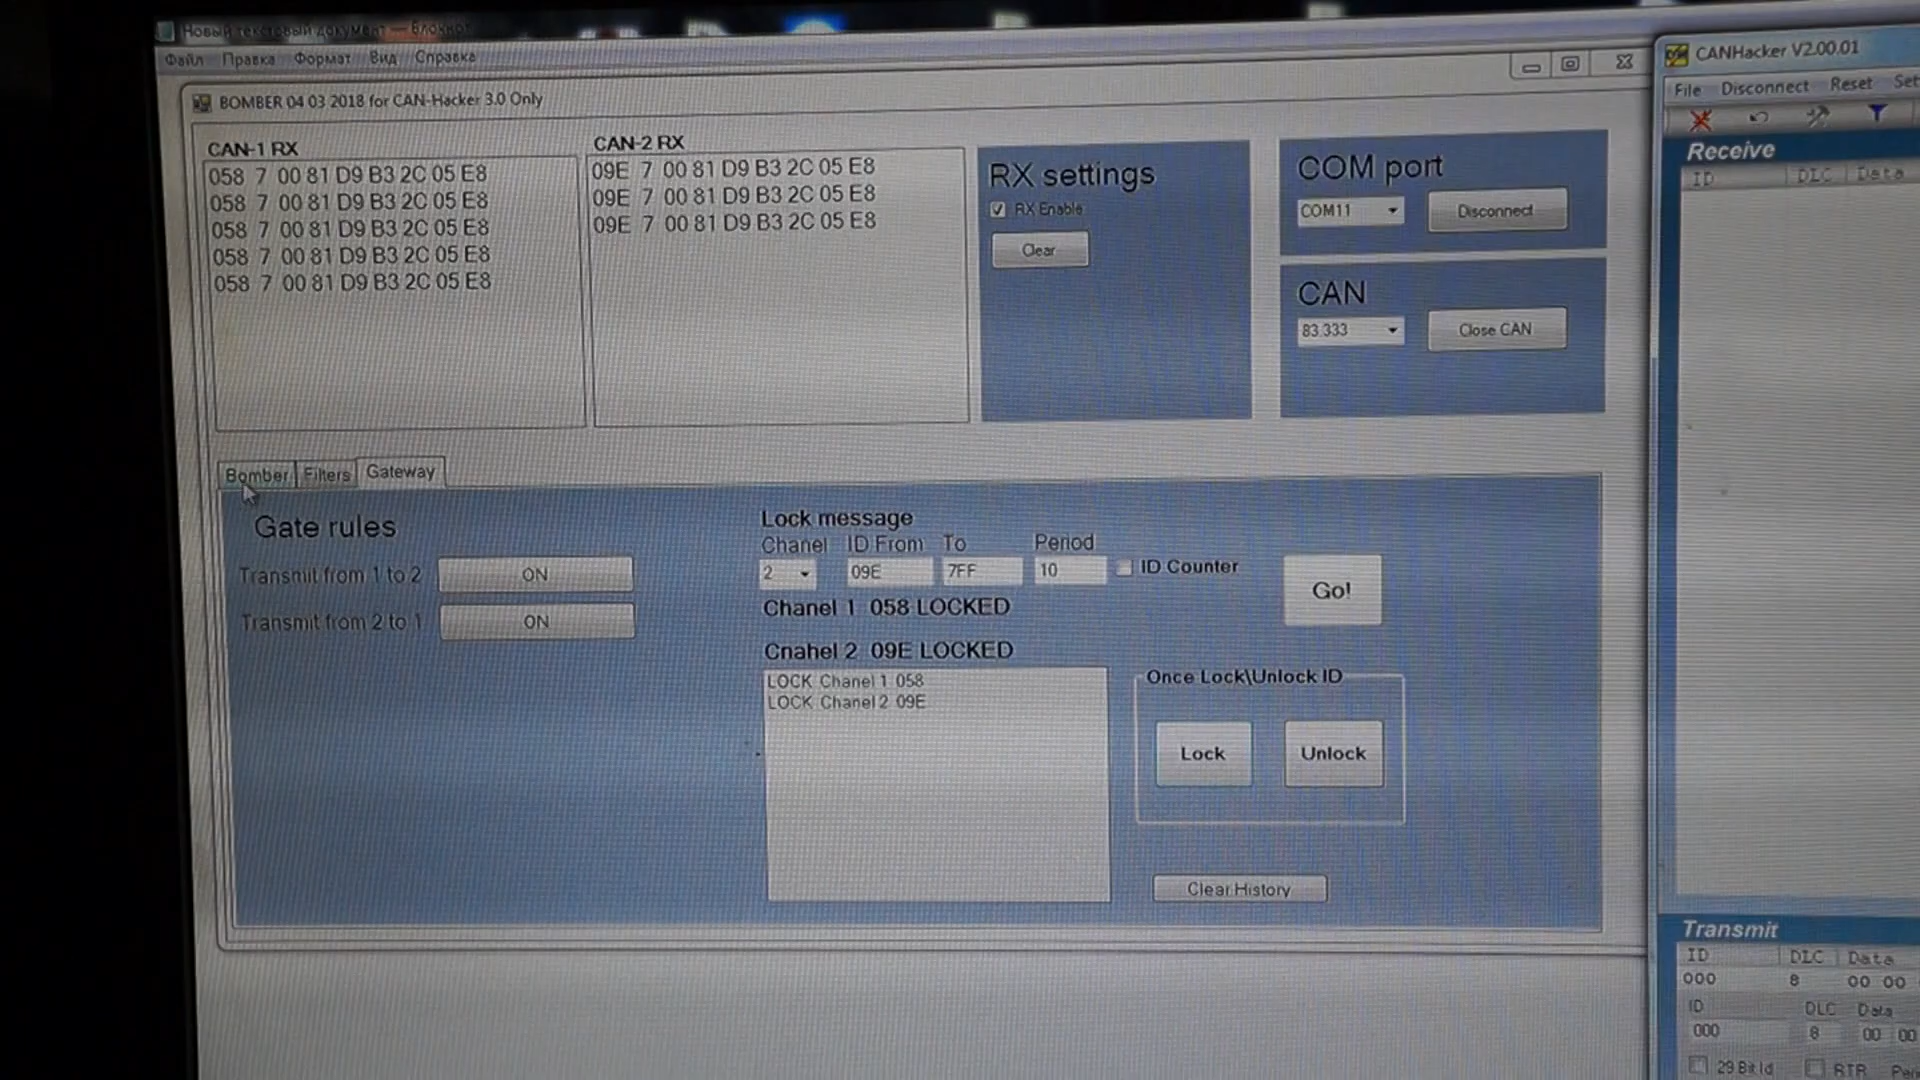 Новый текстовый документ — Блокнот
Файл Правка Формат Вид Справка
BOMBER 04 03 2018 for CAN-Hacker 3.0 Only
CAN-1 RX
058 7 00 81 D9 B3 2C 05 E8
058 7 00 81 D9 B3 2C 05 E8
058 7 00 81 D9 B3 2C 05 E8
058 7 00 81 D9 B3 2C 05 E8
058 7 00 81 D9 B3 2C 05 E8
CAN-2 RX
09E 7 00 81 D9 B3 2C 05 E8
09E 7 00 81 D9 B3 2C 05 E8
09E 7 00 81 D9 B3 2C 05 E8
RX settings
RX Enable
Clear
COM port
COM11 Disconnect
CAN
83.333 Close CAN
Bomber Filters Gateway
Gate rules
Transmit from 1 to 2 ON
Transmit from 2 to 1 ON
Lock message
Chanel ID From To Period
2 09E 7FF 10 ID Counter
Go!
Chanel 1 058 LOCKED
Cnahel 2 09E LOCKED
LOCK Chanel 1 058
LOCK Chanel 2 09E
Once Lock\Unlock ID
Lock Unlock
Clear History
CANHacker V2.00.01
File Disconnect Reset
Receive
ID DLC Data
Transmit
ID DLC Data
000 8 00 00
ID DLC Data
000 8 00 00
29 Bit Id RTR